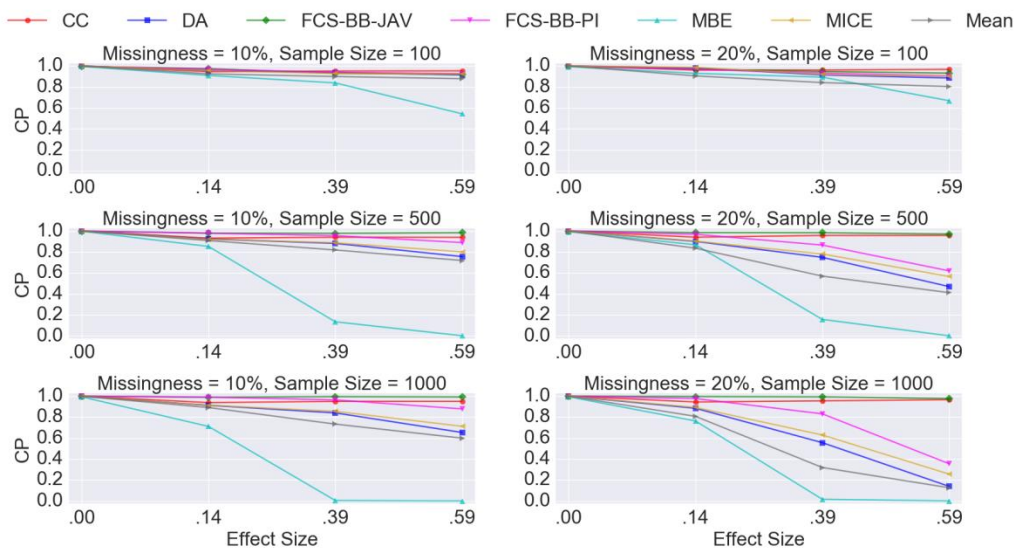 CC DA FCS-BB-JAV FCS-BB-PI MBE MICE Mean
Missingness = 10%, Sample Size = 100
Missingness = 20%, Sample Size = 100
CP
1.0
0.8
0.6
0.4
0.2
0.0
.00 .14 .39 .59
1.0
0.8
0.6
0.4
0.2
0.0
.00 .14 .39 .59
Missingness = 10%, Sample Size = 500
Missingness = 20%, Sample Size = 500
CP
1.0
0.8
0.6
0.4
0.2
0.0
.00 .14 .39 .59
1.0
0.8
0.6
0.4
0.2
0.0
.00 .14 .39 .59
Missingness = 10%, Sample Size = 1000
Missingness = 20%, Sample Size = 1000
CP
1.0
0.8
0.6
0.4
0.2
0.0
.00 .14 .39 .59
Effect Size
1.0
0.8
0.6
0.4
0.2
0.0
.00 .14 .39 .59
Effect Size